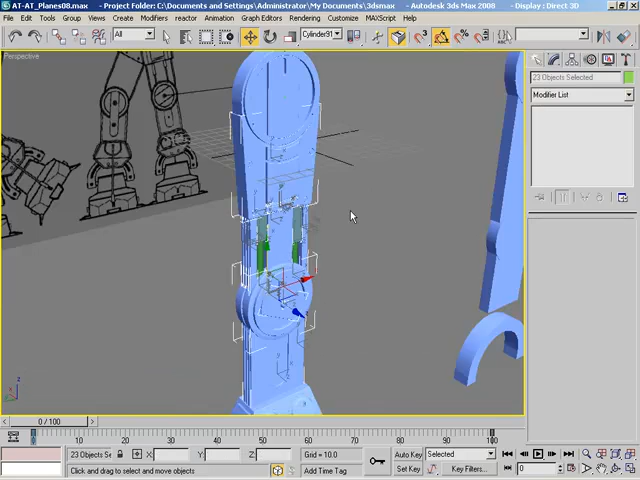 AT-AT_Planes08.max - Project Folder: C:\Documents and Settings\Administrator\My Documents\3dsmax - Autodesk 3ds Max 2008 - Display : Direct 3D
File Edit Tools Group Views Create Modifiers reactor Animation Graph Editors Rendering Customize MAXScript Help
All Cylinder91
Perspective
23 Objects Selected
Modifier List
0 / 100
0 10 20 30 40 50 60 70 80 90 100
23 Objects Se X: Y: Z: Grid = 10.0 Auto Key Selected
Click and drag to select and move objects Add Time Tag Set Key Key Filters... 0